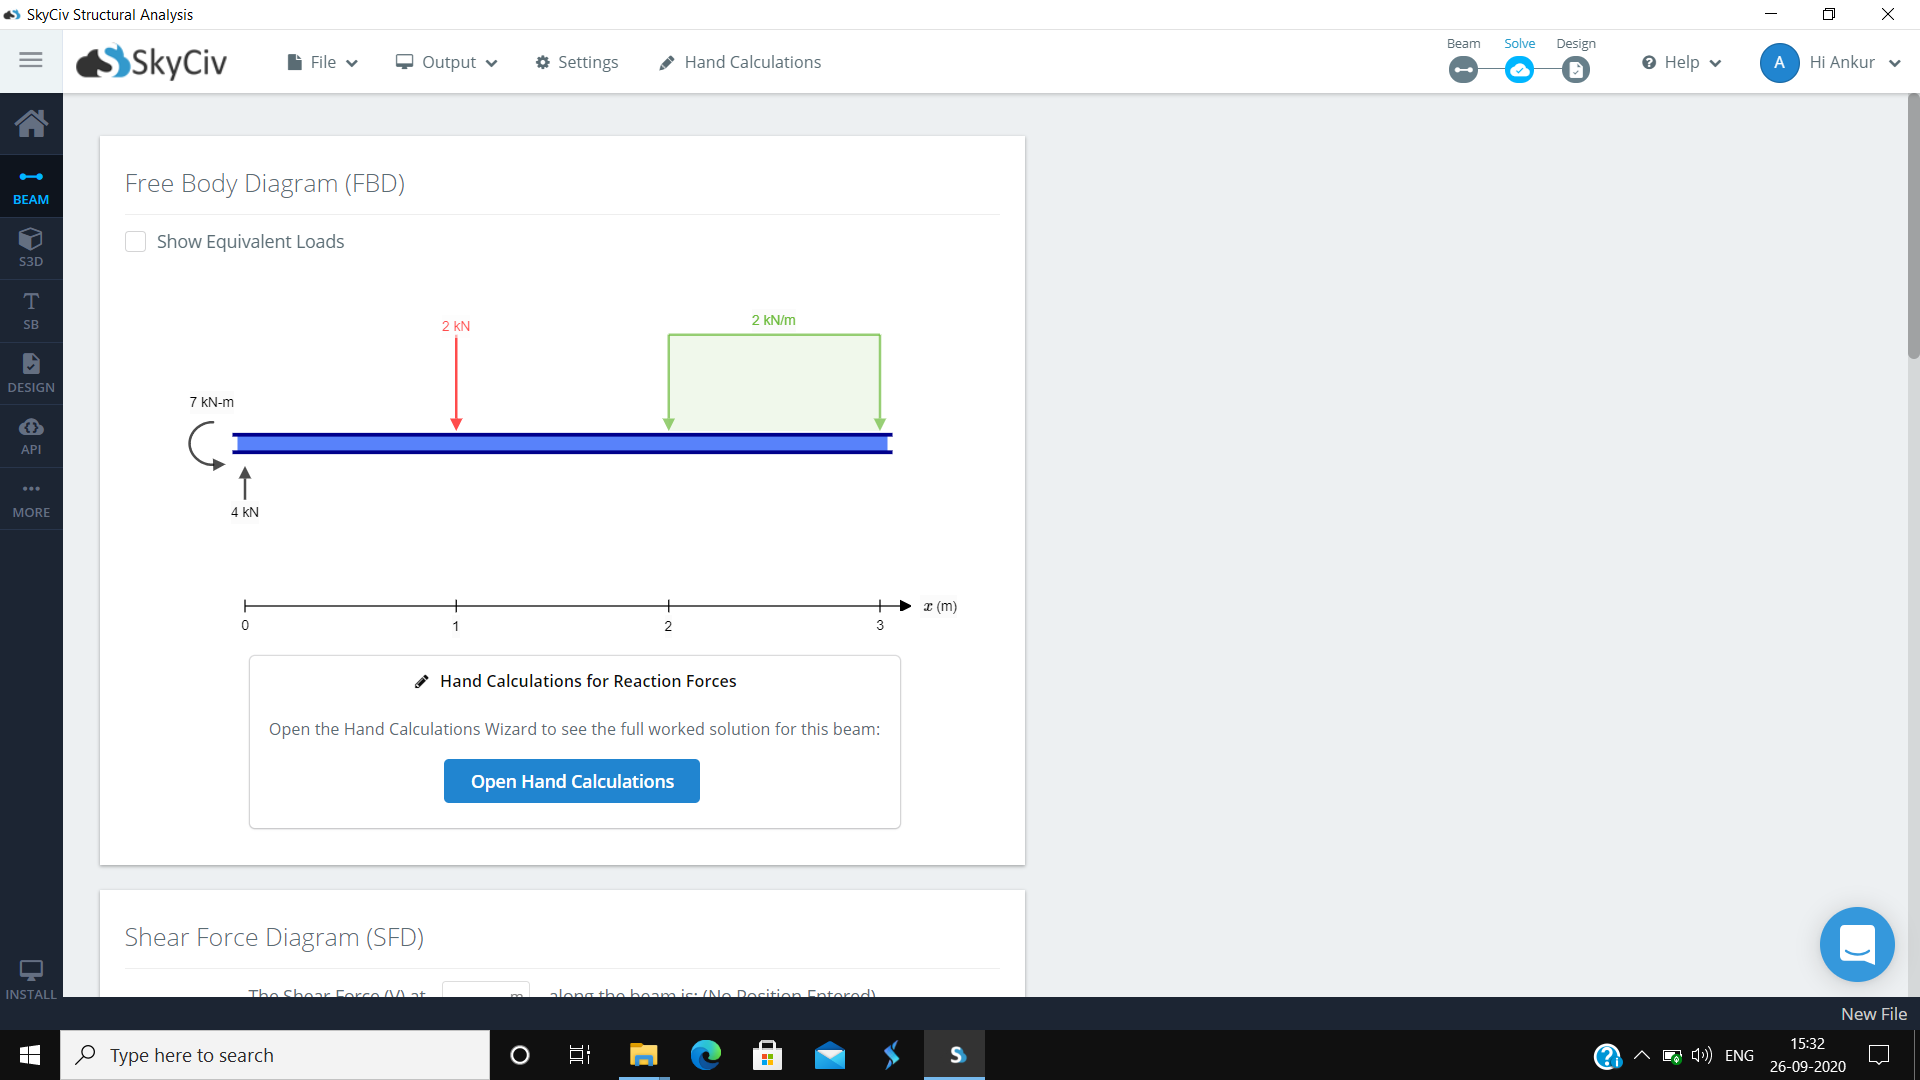 SkyCiv Structural Analysis
SkyCiv
File
Output
Settings
Hand Calculations
Beam
Solve
Design
Help
A
Hi Ankur
BEAM
S3D
T
SB
DESIGN
API
MORE
INSTALL
Free Body Diagram (FBD)
Show Equivalent Loads
2 kN
2 kN/m
7 kN-m
4 kN
x (m)
0 1 2 3
Hand Calculations for Reaction Forces
Open the Hand Calculations Wizard to see the full worked solution for this beam:
Open Hand Calculations
Shear Force Diagram (SFD)
The Shear Force (V) at m along the beam is: (No Position Entered)
New File
Type here to search
ENG
15:32
26-09-2020